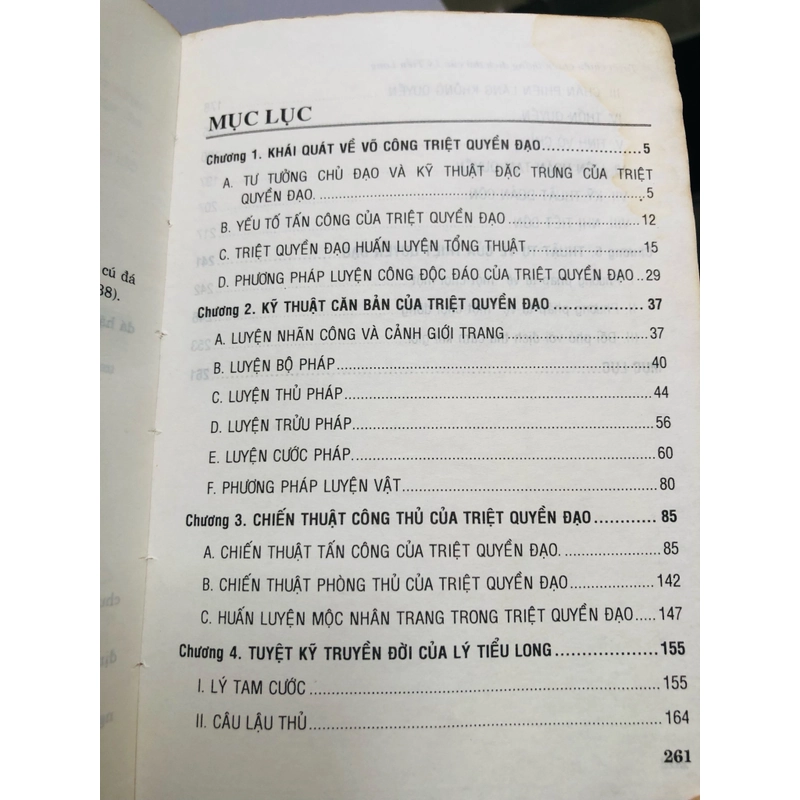 MỤC LỤC
Chương 1. KHÁI QUÁT VỀ VÕ CÔNG TRIỆT QUYỀN ĐẠO....................5
A. TƯ TƯỞNG CHỦ ĐẠO VÀ KỸ THUẬT ĐẶC TRƯNG CỦA TRIỆT
QUYỀN ĐẠO......................................................5
B. YẾU TỐ TẤN CÔNG CỦA TRIỆT QUYỀN ĐẠO....................12
C. TRIỆT QUYỀN ĐẠO HUẤN LUYỆN TỔNG THUẬT..................15
D. PHƯƠNG PHÁP LUYỆN CÔNG ĐỘC ĐÁO CỦA TRIỆT QUYỀN ĐẠO ..29
Chương 2. KỸ THUẬT CĂN BẢN CỦA TRIỆT QUYỀN ĐẠO ................37
A. LUYỆN NHÃN CÔNG VÀ CẢNH GIỚI TRANG......................37
B. LUYỆN BỘ PHÁP..............................................40
C. LUYỆN THỦ PHÁP.............................................44
D. LUYỆN TRỬU PHÁP............................................56
E. LUYỆN CƯỚC PHÁP............................................60
F. PHƯƠNG PHÁP LUYỆN VẬT......................................80
Chương 3. CHIẾN THUẬT CÔNG THỦ CỦA TRIỆT QUYỀN ĐẠO ........... 85
A. CHIẾN THUẬT TẤN CÔNG CỦA TRIỆT QUYỀN ĐẠO...............85
B. CHIẾN THUẬT PHÒNG THỦ CỦA TRIỆT QUYỀN ĐẠO............142
C. HUẤN LUYỆN MỘC NHÂN TRANG TRONG TRIỆT QUYỀN ĐẠO....147
Chương 4. TUYỆT KỸ TRUYỀN ĐỜI CỦA LÝ TIỂU LONG ..................155
I. LÝ TAM CƯỚC ..............................................155
II. CÂU LẬU THỦ..............................................164
261
cú đá
38).